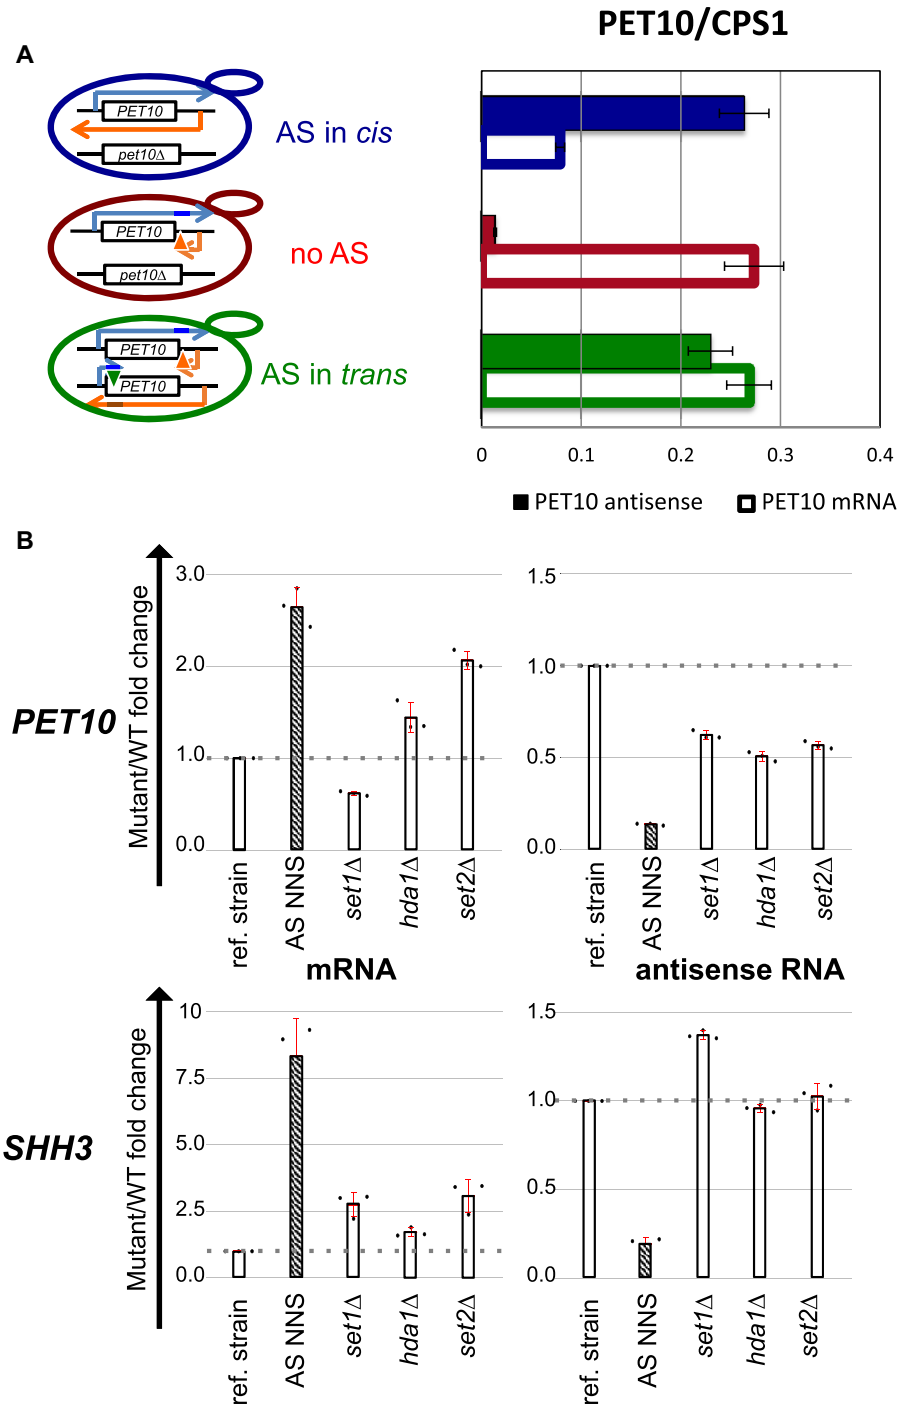 PET10/CPS1
A
PET10
pet10Δ
AS in cis
PET10
pet10Δ
no AS
PET10
PET10
AS in trans
0 0.1 0.2 0.3 0.4
PET10 antisense PET10 mRNA
B
PET10
Mutant/WT fold change
3.0
2.0
1.0
0.0
ref. strain
AS NNS
set1Δ
hda1Δ
set2Δ
mRNA
1.5
1.0
0.5
0.0
ref. strain
AS NNS
set1Δ
hda1Δ
set2Δ
antisense RNA
SHH3
Mutant/WT fold change
10
7.5
5.0
2.5
0.0
ref. strain
AS NNS
set1Δ
hda1Δ
set2Δ
1.5
1.0
0.5
0.0
ref. strain
AS NNS
set1Δ
hda1Δ
set2Δ